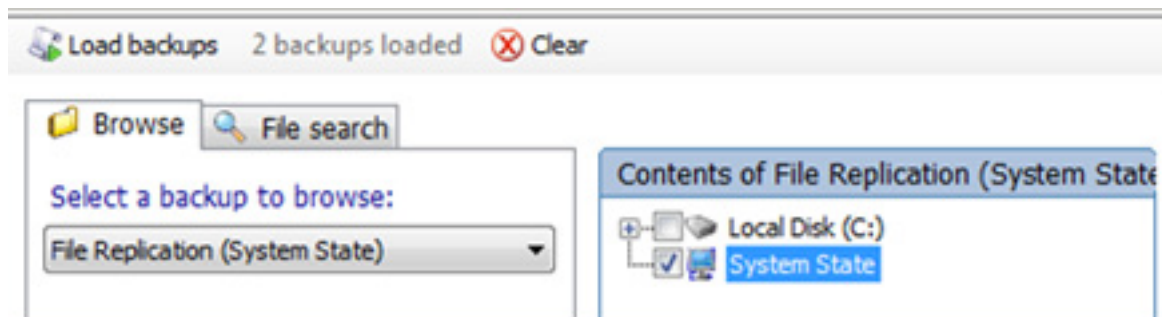 Load backups 2 backups loaded Clear
Browse File search
Select a backup to browse:
File Replication (System State)
Contents of File Replication (System State
Local Disk (C:)
System State